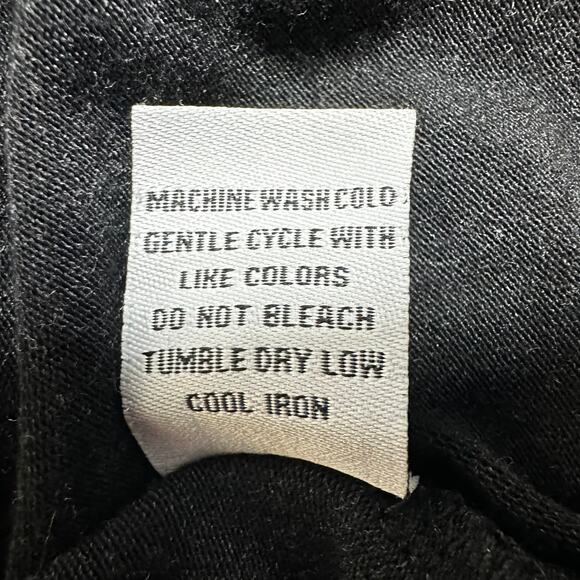 MACHINE WASH COLD
GENTLE CYCLE WITH
LIKE COLORS
DO NOT BLEACH
TUMBLE DRY LOW
COOL IRON